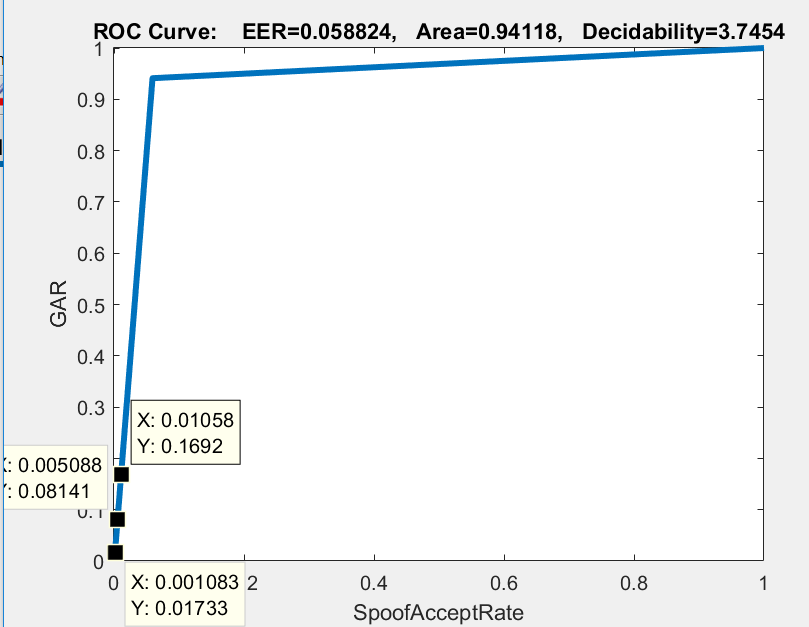 ROC Curve: EER=0.058824, Area=0.94118, Decidability=3.7454
1
0.9
0.8
0.7
0.6
0.5
0.4
0.3
0.1
0
GAR
X: 0.01058
Y: 0.1692
: 0.005088
: 0.08141
X: 0.001083
Y: 0.01733
0
2
0.4
0.6
0.8
1
SpoofAcceptRate